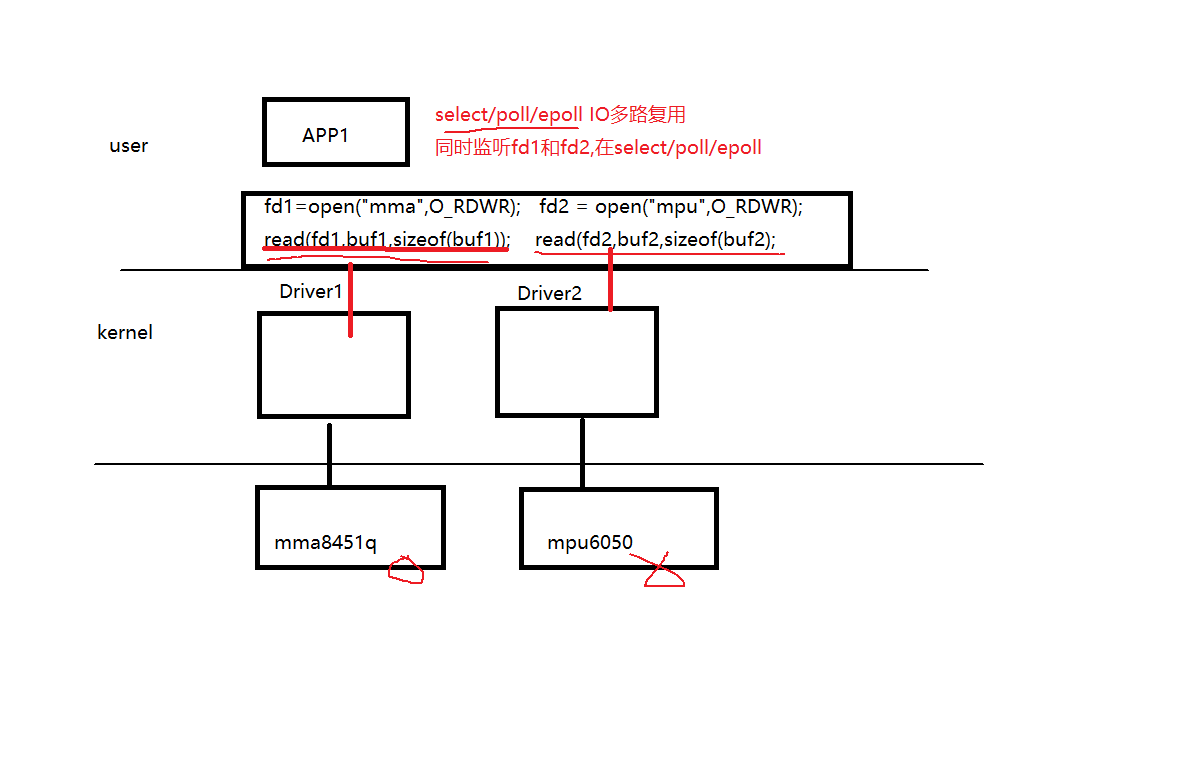 select/poll/epoll IO多路复用
APP1
user
同时监听fd1和fd2,在select/poll/epoll
fd1=open("mma",O_RDWR); fd2 = open("mpu",O_RDWR);
read(fd1,buf1,sizeof(buf1)); read(fd2,buf2,sizeof(buf2);
Driver1 Driver2
kernel
mma8451q mpu6050